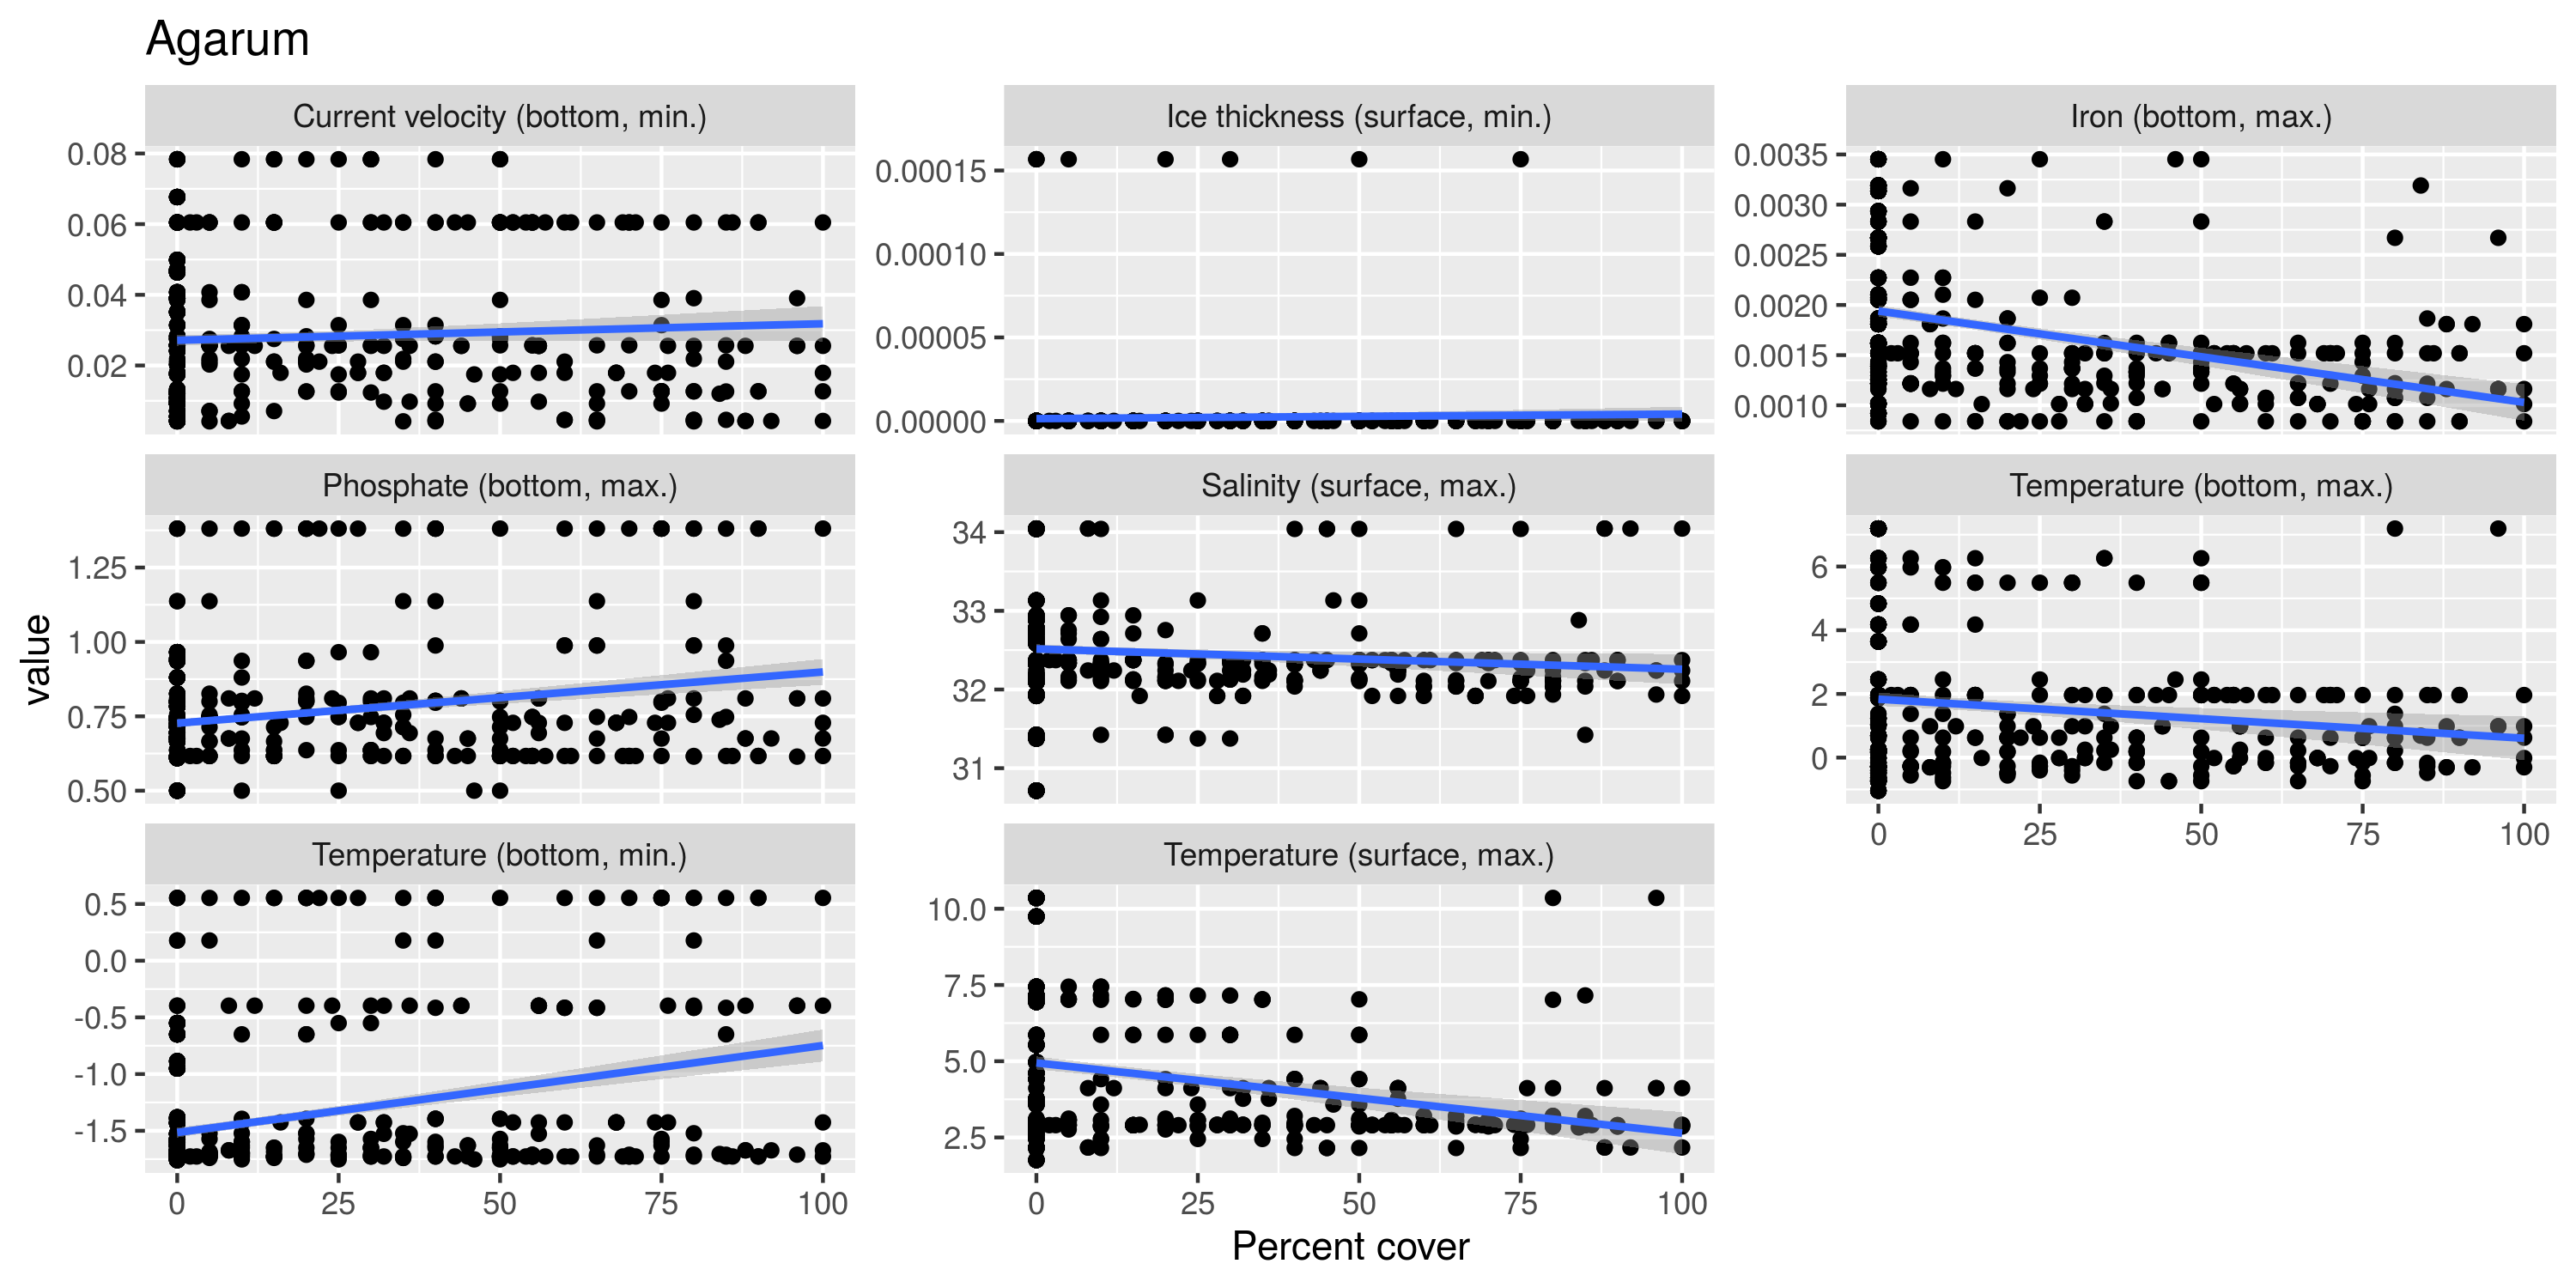 Agarum
Current velocity (bottom, min.)
Ice thickness (surface, min.)
Iron (bottom, max.)
0.08
0.06
0.04
0.02
0.00015
0.00010
0.00005
0.00000
0.0035
0.0030
0.0025
0.0020
0.0015
0.0010
Phosphate (bottom, max.)
Salinity (surface, max.)
Temperature (bottom, max.)
1.25
1.00
0.75
0.50
34
33
32
31
6
4
2
0
0 25 50 75 100
value
Temperature (bottom, min.)
Temperature (surface, max.)
0.5
0.0
-0.5
-1.0
-1.5
10.0
7.5
5.0
2.5
0 25 50 75 100
0 25 50 75 100
Percent cover